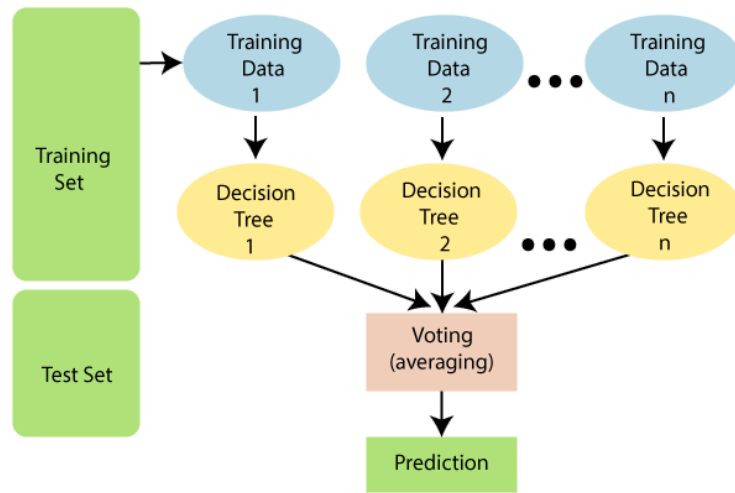 Training
Set
Test Set
Training
Data
1
Training
Data
2
Training
Data
n
Decision
Tree
1
Decision
Tree
2
Decision
Tree
n
Voting
(averaging)
Prediction